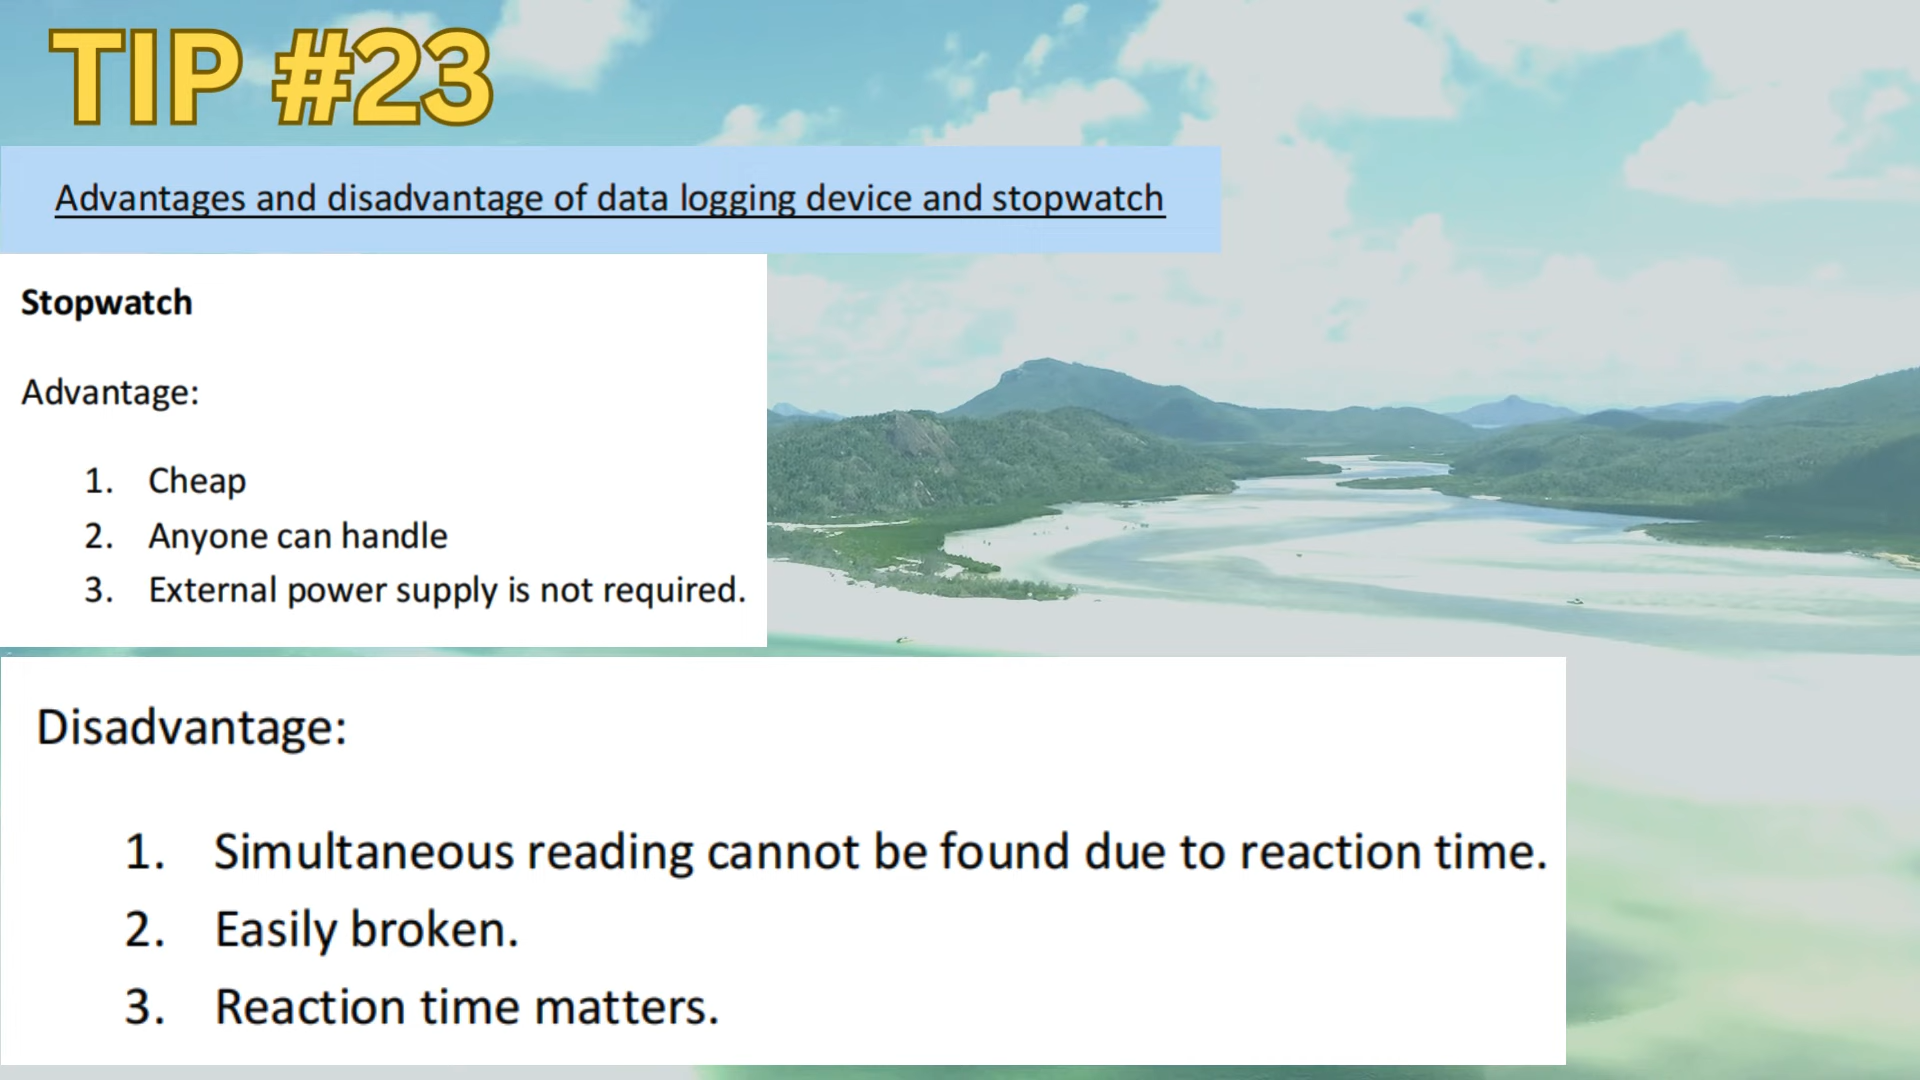 TIP #23
Advantages and disadvantage of data logging device and stopwatch
Stopwatch
Advantage:
1. Cheap
2. Anyone can handle
3. External power supply is not required.
Disadvantage:
1. Simultaneous reading cannot be found due to reaction time.
2. Easily broken.
3. Reaction time matters.